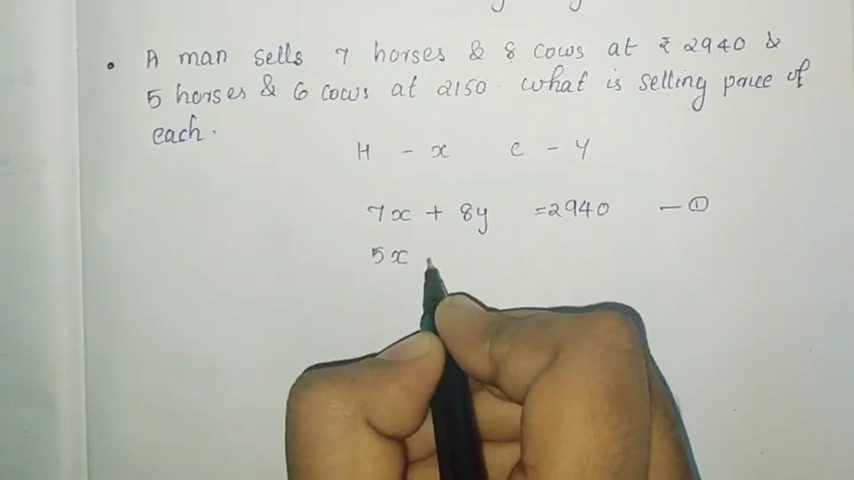 • A man sells 7 horses & 8 cows at ₹ 2940 &
5 horses & 6 cows at 2150. what is selling price of
each.
H - x C - y
7x + 8y = 2940 — ①
5x